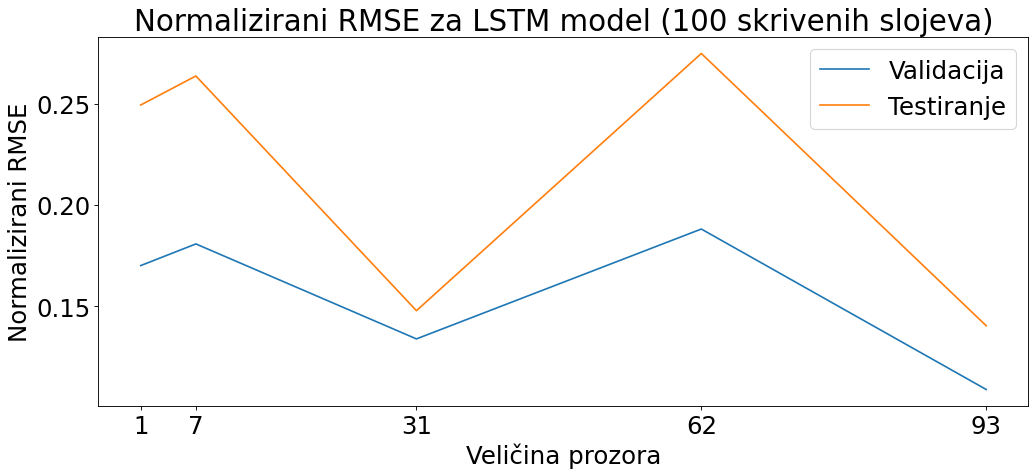 Normalizirani RMSE za LSTM model (100 skrivenih slojeva)
Normalizirani RMSE
0.25
0.20
0.15
Validacija
Testiranje
1 7 31 62 93
Veličina prozora